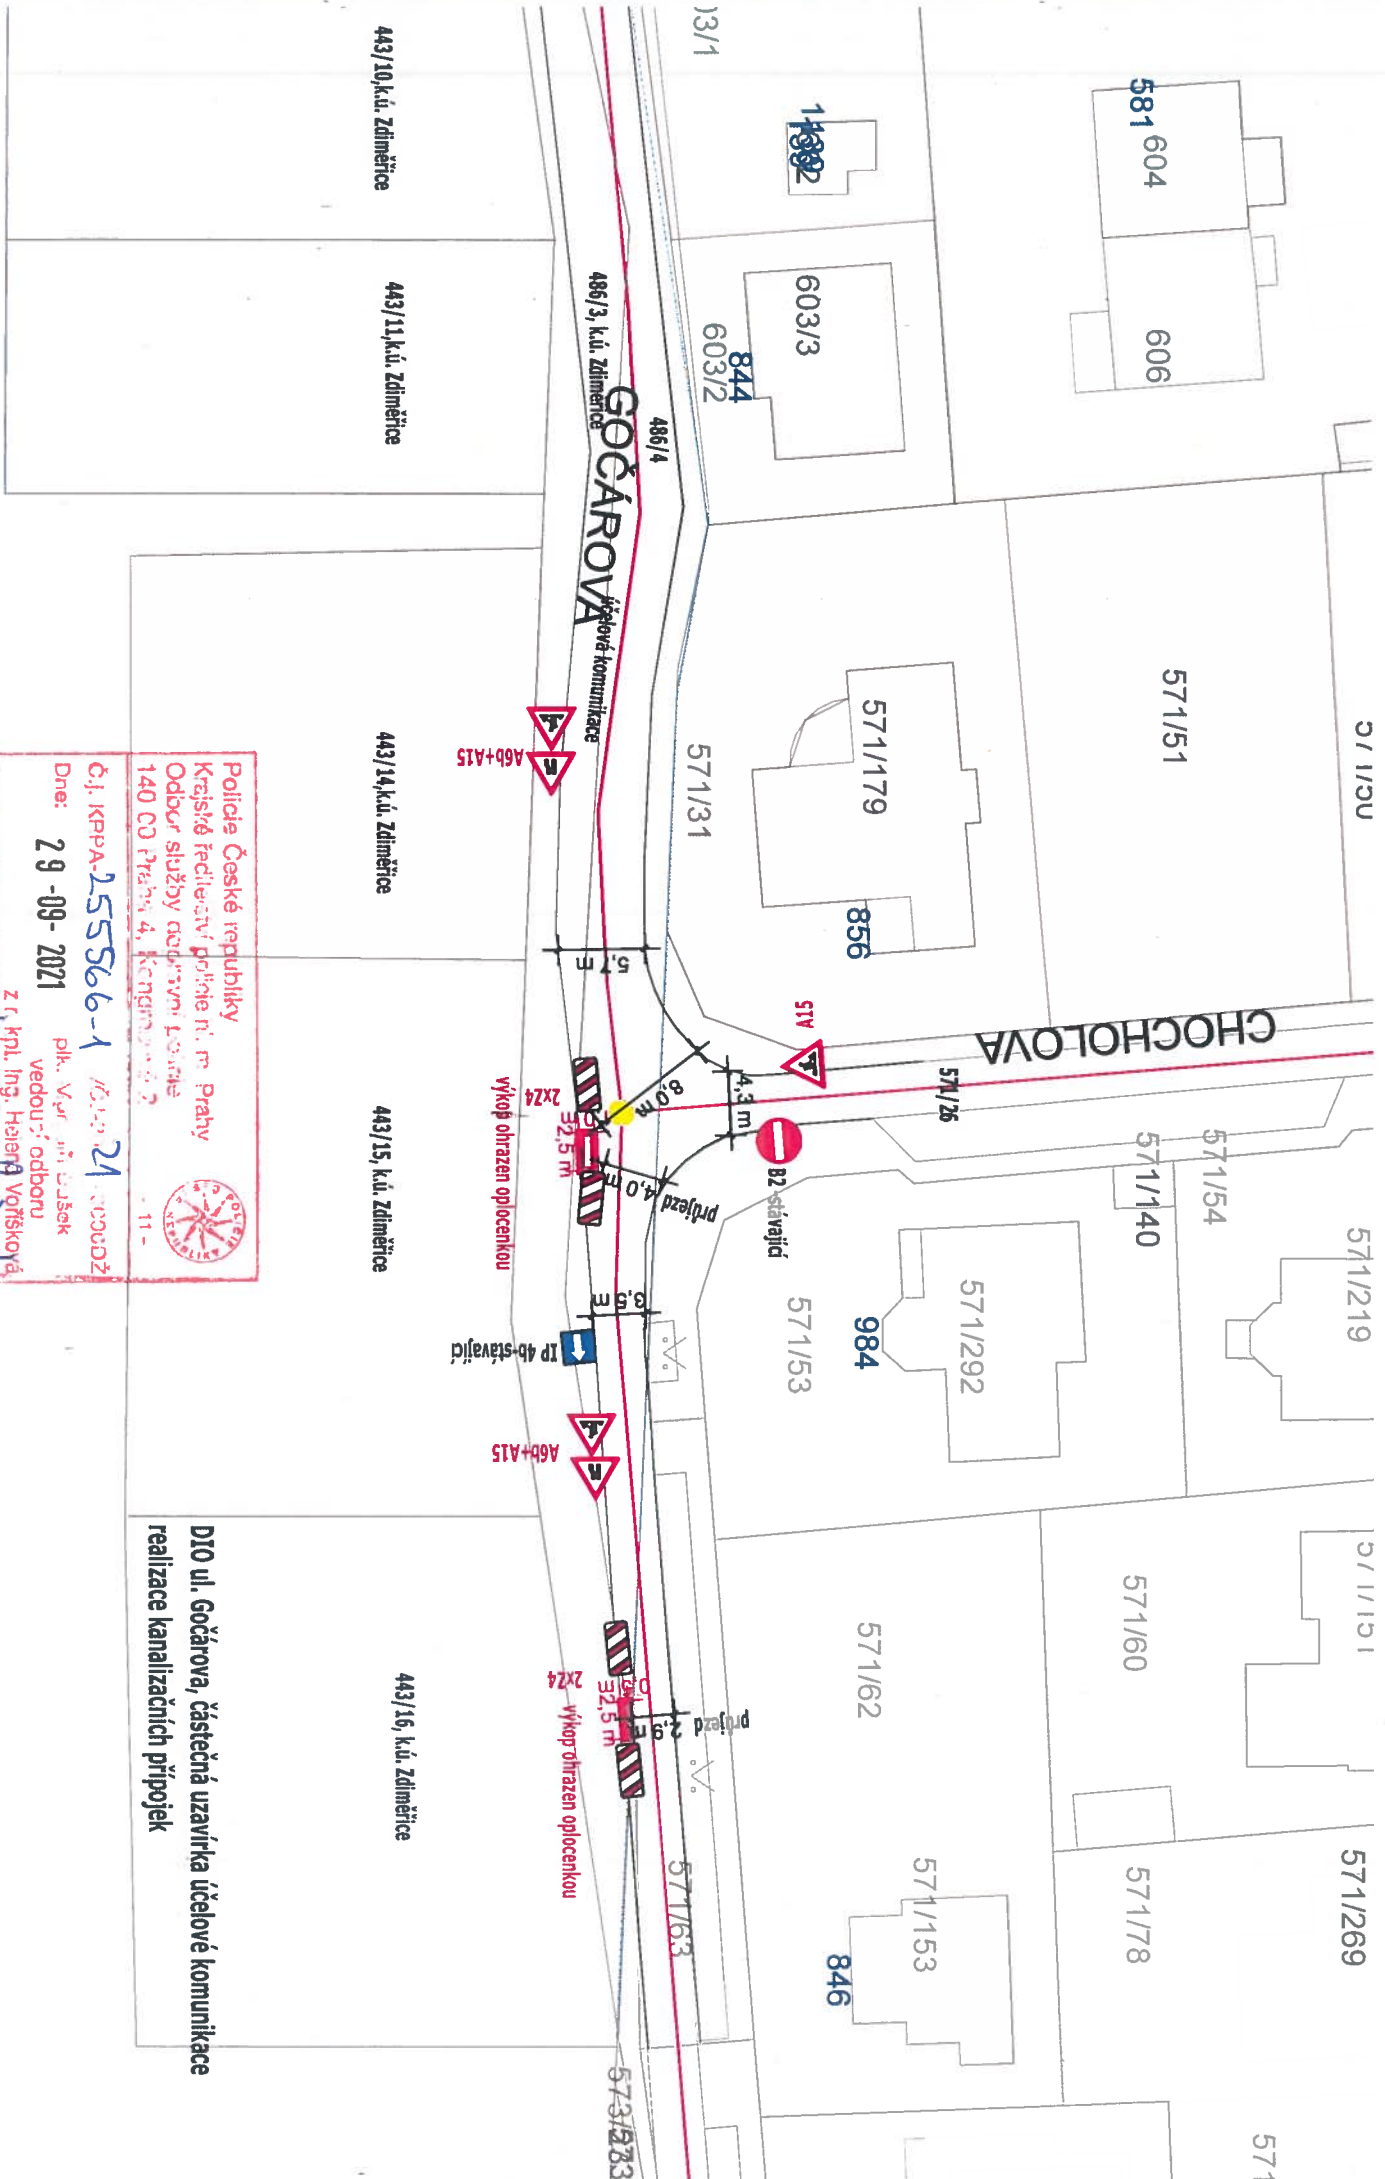 581
604
606
603/3
844
603/2
486/4
486/3, k.ú. Zdiměřice
GOČÁROVA
účelová komunikace
443/10,k.ú. Zdiměřice
443/11,k.ú. Zdiměřice
443/14,k.ú. Zdiměřice
443/15, k.ú. Zdiměřice
443/16, k.ú. Zdiměřice
571/51
571/179
571/31
856
A6b+A15
5,7 m
A15
CHOCHOLOVA
571/26
4,3 m
8,0 m
B2-stávající
2xZ4
32,5 m
výkop ohrazen oplocenkou
4,0 m
průjezd
3,5 m
IP 4b-stávající
A6b+A15
571/54
571/140
571/219
571/292
984
571/53
571/60
571/62
2xZ4
32,5 m
výkop ohrazen oplocenkou
2,9 m
průjezd
571/269
571/78
571/153
846
571/63
DIO ul. Gočárova, částečná uzavírka účelové komunikace
realizace kanalizačních přípojek
Policie České republiky
Krajské ředitelství policie hl. m. Prahy
Odbor služby dopravní policie
140 00 Praha 4,
- 11 -
Č.j. KRPA-255566-1
Dne: 29-09-2021
plk.
vedoucí odboru
z r. kpt. Ing. Helena Voříšková